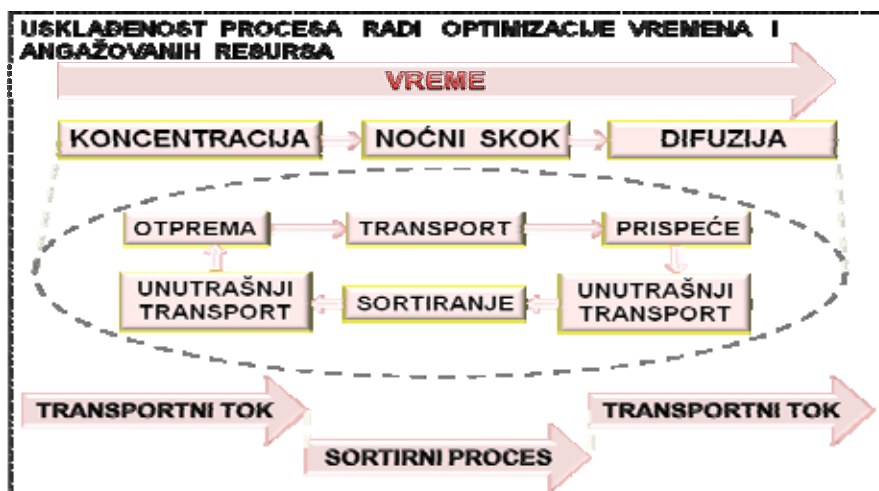 USKLAĐENOST PROCESA RADI OPTIMIZACIJE VREMENA I
ANGAŽOVANIH RESURSA
VREME
KONCENTRACIJA
NOĆNI SKOK
DIFUZIJA
OTPREMA
TRANSPORT
PRISPEĆE
UNUTRAŠNJI
TRANSPORT
SORTIRANJE
UNUTRAŠNJI
TRANSPORT
TRANSPORTNI TOK
SORTIRNI PROCES
TRANSPORTNI TOK